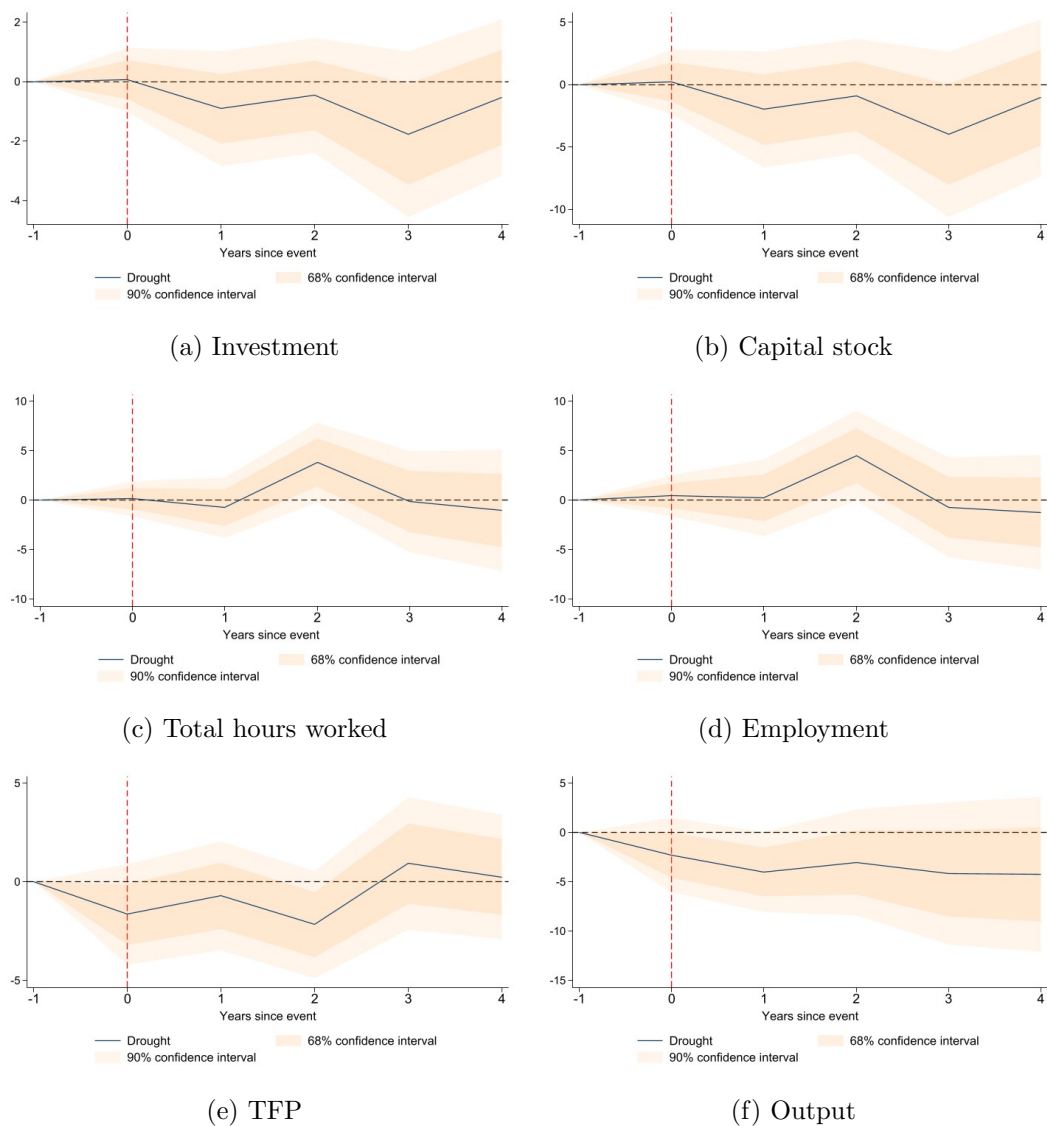 2
0
-2
-4
-1 0 1 2 3 4
Years since event
Drought 68% confidence interval
90% confidence interval
(a) Investment
5
0
-5
-10
-1 0 1 2 3 4
Years since event
Drought 68% confidence interval
90% confidence interval
(b) Capital stock
10
5
0
-5
-10
-1 0 1 2 3 4
Years since event
Drought 68% confidence interval
90% confidence interval
(c) Total hours worked
10
5
0
-5
-10
-1 0 1 2 3 4
Years since event
Drought 68% confidence interval
90% confidence interval
(d) Employment
5
0
-5
-1 0 1 2 3 4
Years since event
Drought 68% confidence interval
90% confidence interval
(e) TFP
5
0
-5
-10
-15
-1 0 1 2 3 4
Years since event
Drought 68% confidence interval
90% confidence interval
(f) Output